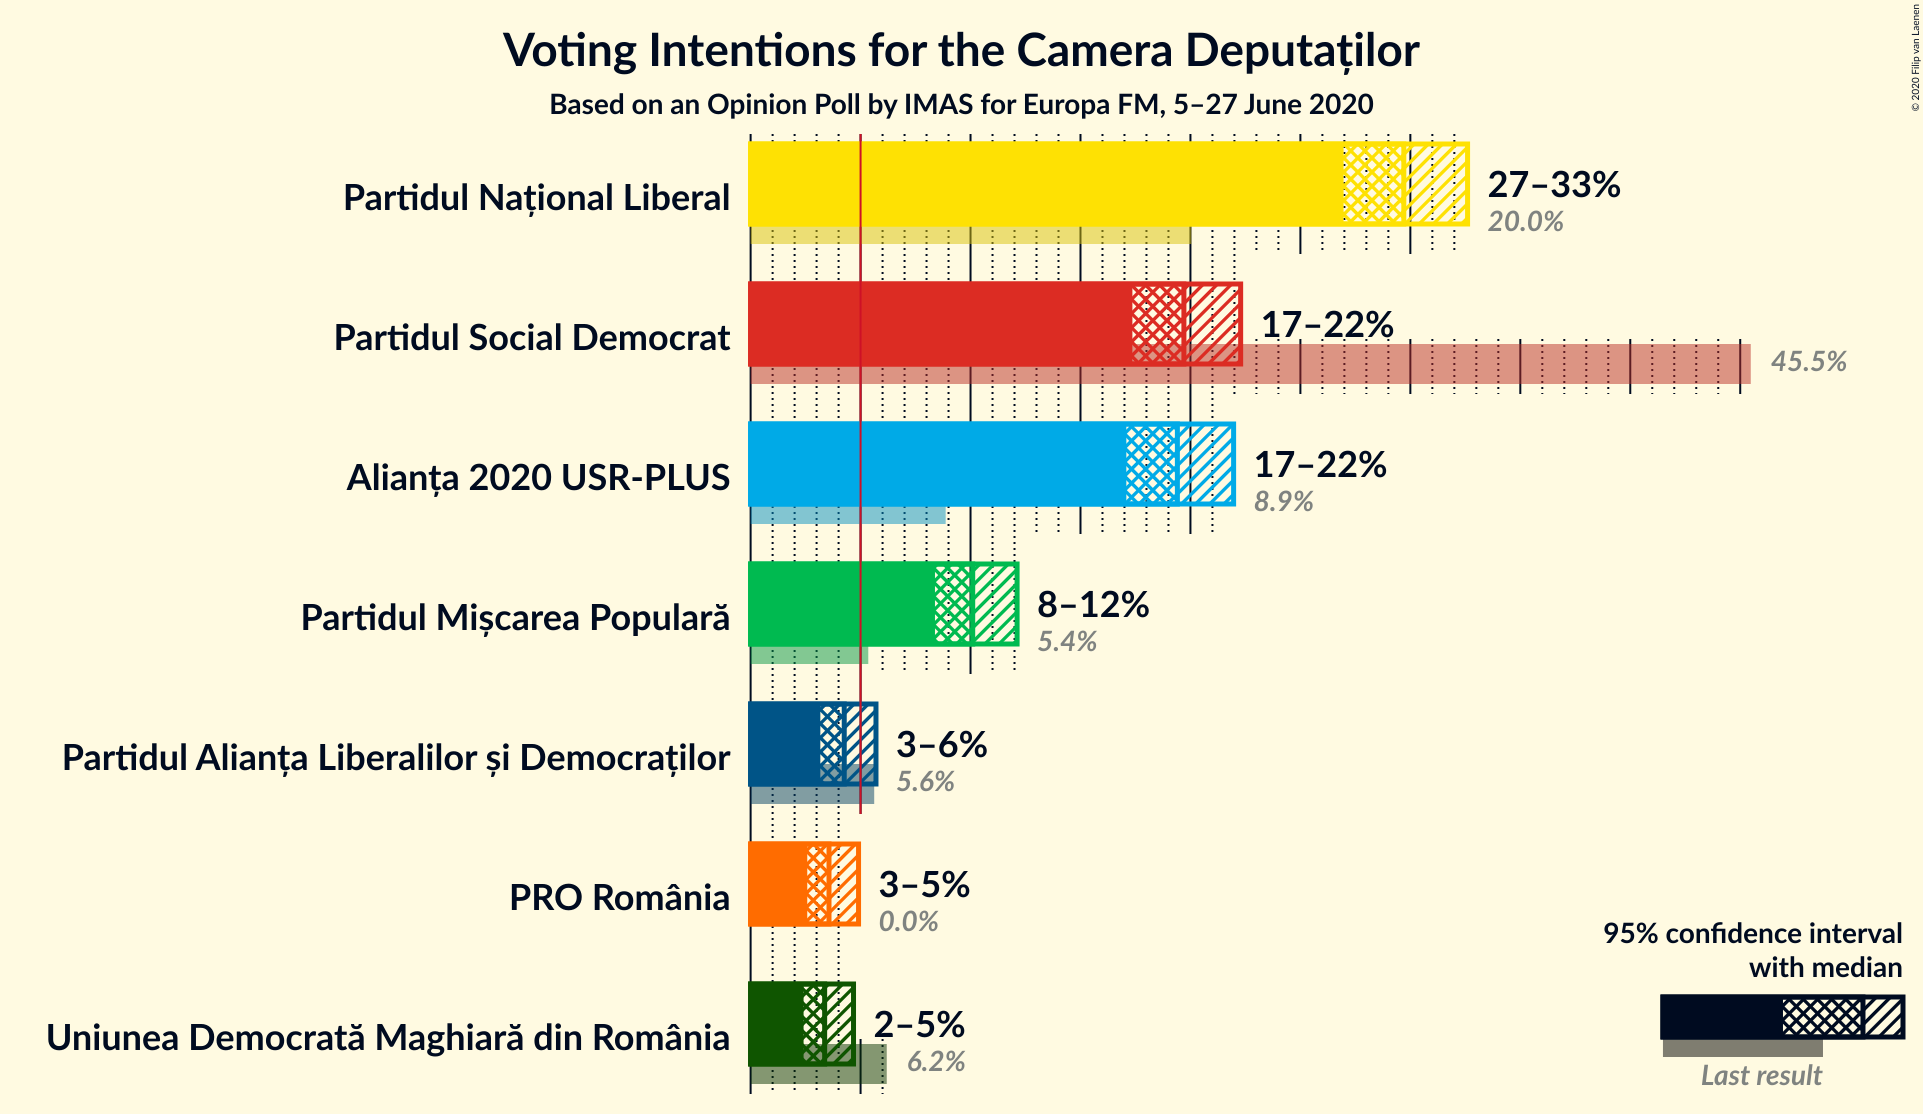 Voting Intentions for the Camera Deputaților
Based on an Opinion Poll by IMAS for Europa FM, 5–27 June 2020
© 2020 Filip van Laenen
Partidul Național Liberal
27–33%
20.0%
Partidul Social Democrat
17–22%
45.5%
Alianța 2020 USR-PLUS
17–22%
8.9%
Partidul Mișcarea Populară
8–12%
5.4%
Partidul Alianța Liberalilor și Democraților
3–6%
5.6%
PRO România
3–5%
0.0%
Uniunea Democrată Maghiară din România
2–5%
6.2%
95% confidence interval
with median
Last result